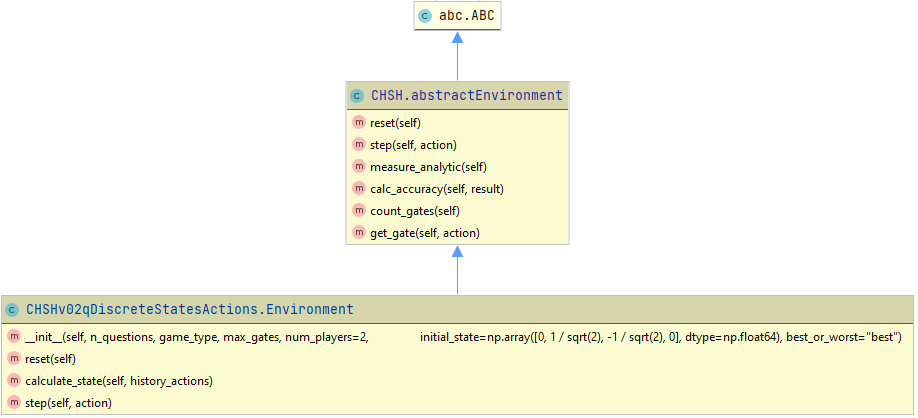 C abc.ABC
C CHSH.abstractEnvironment
m reset(self)
m step(self, action)
m measure_analytic(self)
m calc_accuracy(self, result)
m count_gates(self)
m get_gate(self, action)
C CHSHv02qDiscreteStatesActions.Environment
m __init__(self, n_questions, game_type, max_gates, num_players=2, initial_state=np.array([0, 1 / sqrt(2), -1 / sqrt(2), 0], dtype=np.float64), best_or_worst="best")
m reset(self)
m calculate_state(self, history_actions)
m step(self, action)